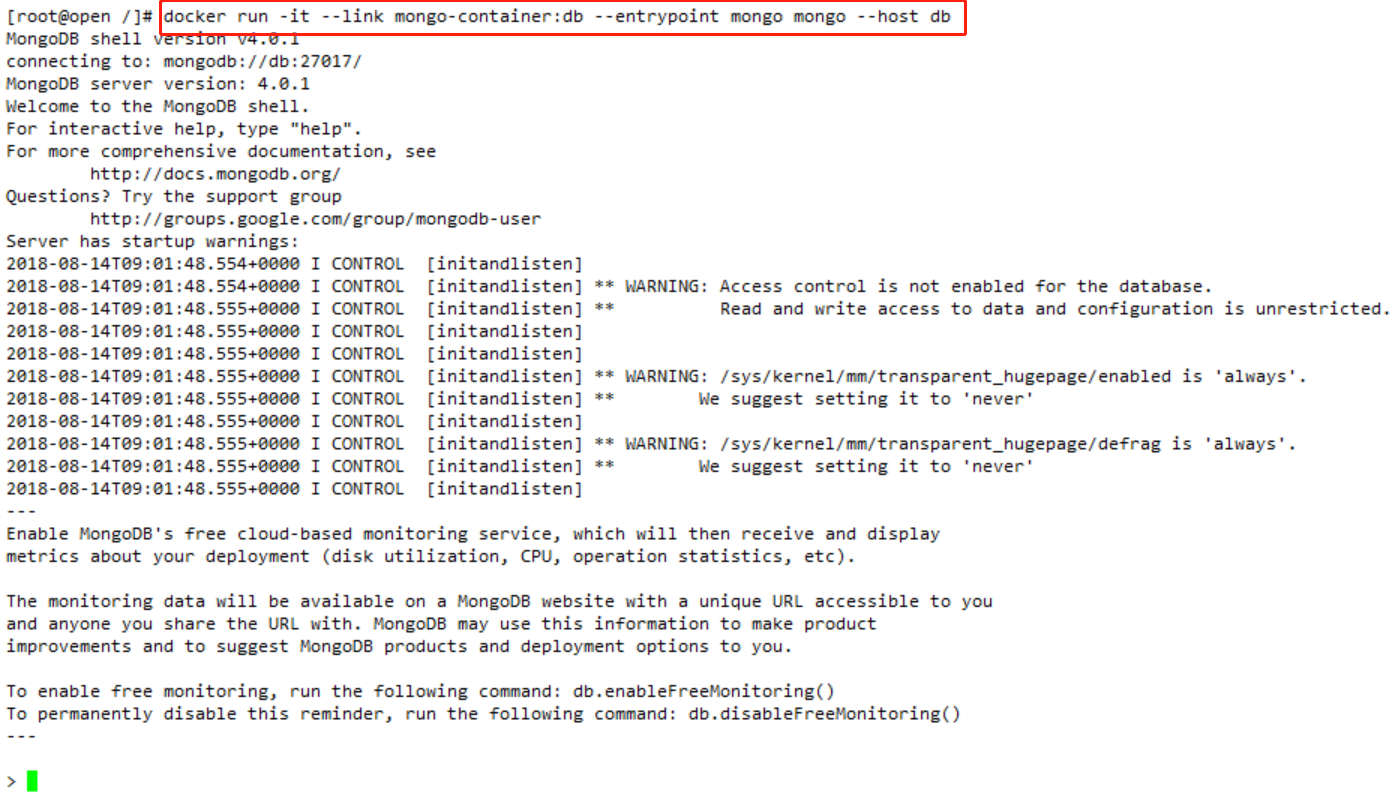 [root@open /]# docker run -it --link mongo-container:db --entrypoint mongo mongo --host db
MongoDB shell version v4.0.1
connecting to: mongodb://db:27017/
MongoDB server version: 4.0.1
Welcome to the MongoDB shell.
For interactive help, type "help".
For more comprehensive documentation, see
        http://docs.mongodb.org/
Questions? Try the support group
        http://groups.google.com/group/mongodb-user
Server has startup warnings:
2018-08-14T09:01:48.554+0000 I CONTROL  [initandlisten]
2018-08-14T09:01:48.554+0000 I CONTROL  [initandlisten] ** WARNING: Access control is not enabled for the database.
2018-08-14T09:01:48.555+0000 I CONTROL  [initandlisten] **          Read and write access to data and configuration is unrestricted.
2018-08-14T09:01:48.555+0000 I CONTROL  [initandlisten]
2018-08-14T09:01:48.555+0000 I CONTROL  [initandlisten]
2018-08-14T09:01:48.555+0000 I CONTROL  [initandlisten] ** WARNING: /sys/kernel/mm/transparent_hugepage/enabled is 'always'.
2018-08-14T09:01:48.555+0000 I CONTROL  [initandlisten] **        We suggest setting it to 'never'
2018-08-14T09:01:48.555+0000 I CONTROL  [initandlisten]
2018-08-14T09:01:48.555+0000 I CONTROL  [initandlisten] ** WARNING: /sys/kernel/mm/transparent_hugepage/defrag is 'always'.
2018-08-14T09:01:48.555+0000 I CONTROL  [initandlisten] **        We suggest setting it to 'never'
2018-08-14T09:01:48.555+0000 I CONTROL  [initandlisten]
---
Enable MongoDB's free cloud-based monitoring service, which will then receive and display
metrics about your deployment (disk utilization, CPU, operation statistics, etc).

The monitoring data will be available on a MongoDB website with a unique URL accessible to you
and anyone you share the URL with. MongoDB may use this information to make product
improvements and to suggest MongoDB products and deployment options to you.

To enable free monitoring, run the following command: db.enableFreeMonitoring()
To permanently disable this reminder, run the following command: db.disableFreeMonitoring()
---

>